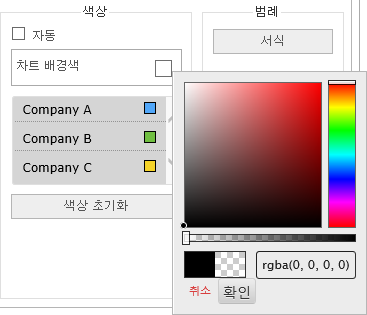 색상
자동
차트 배경색
Company A
Company B
Company C
색상 초기화
범례
서식
rgba(0, 0, 0, 0)
취소 확인